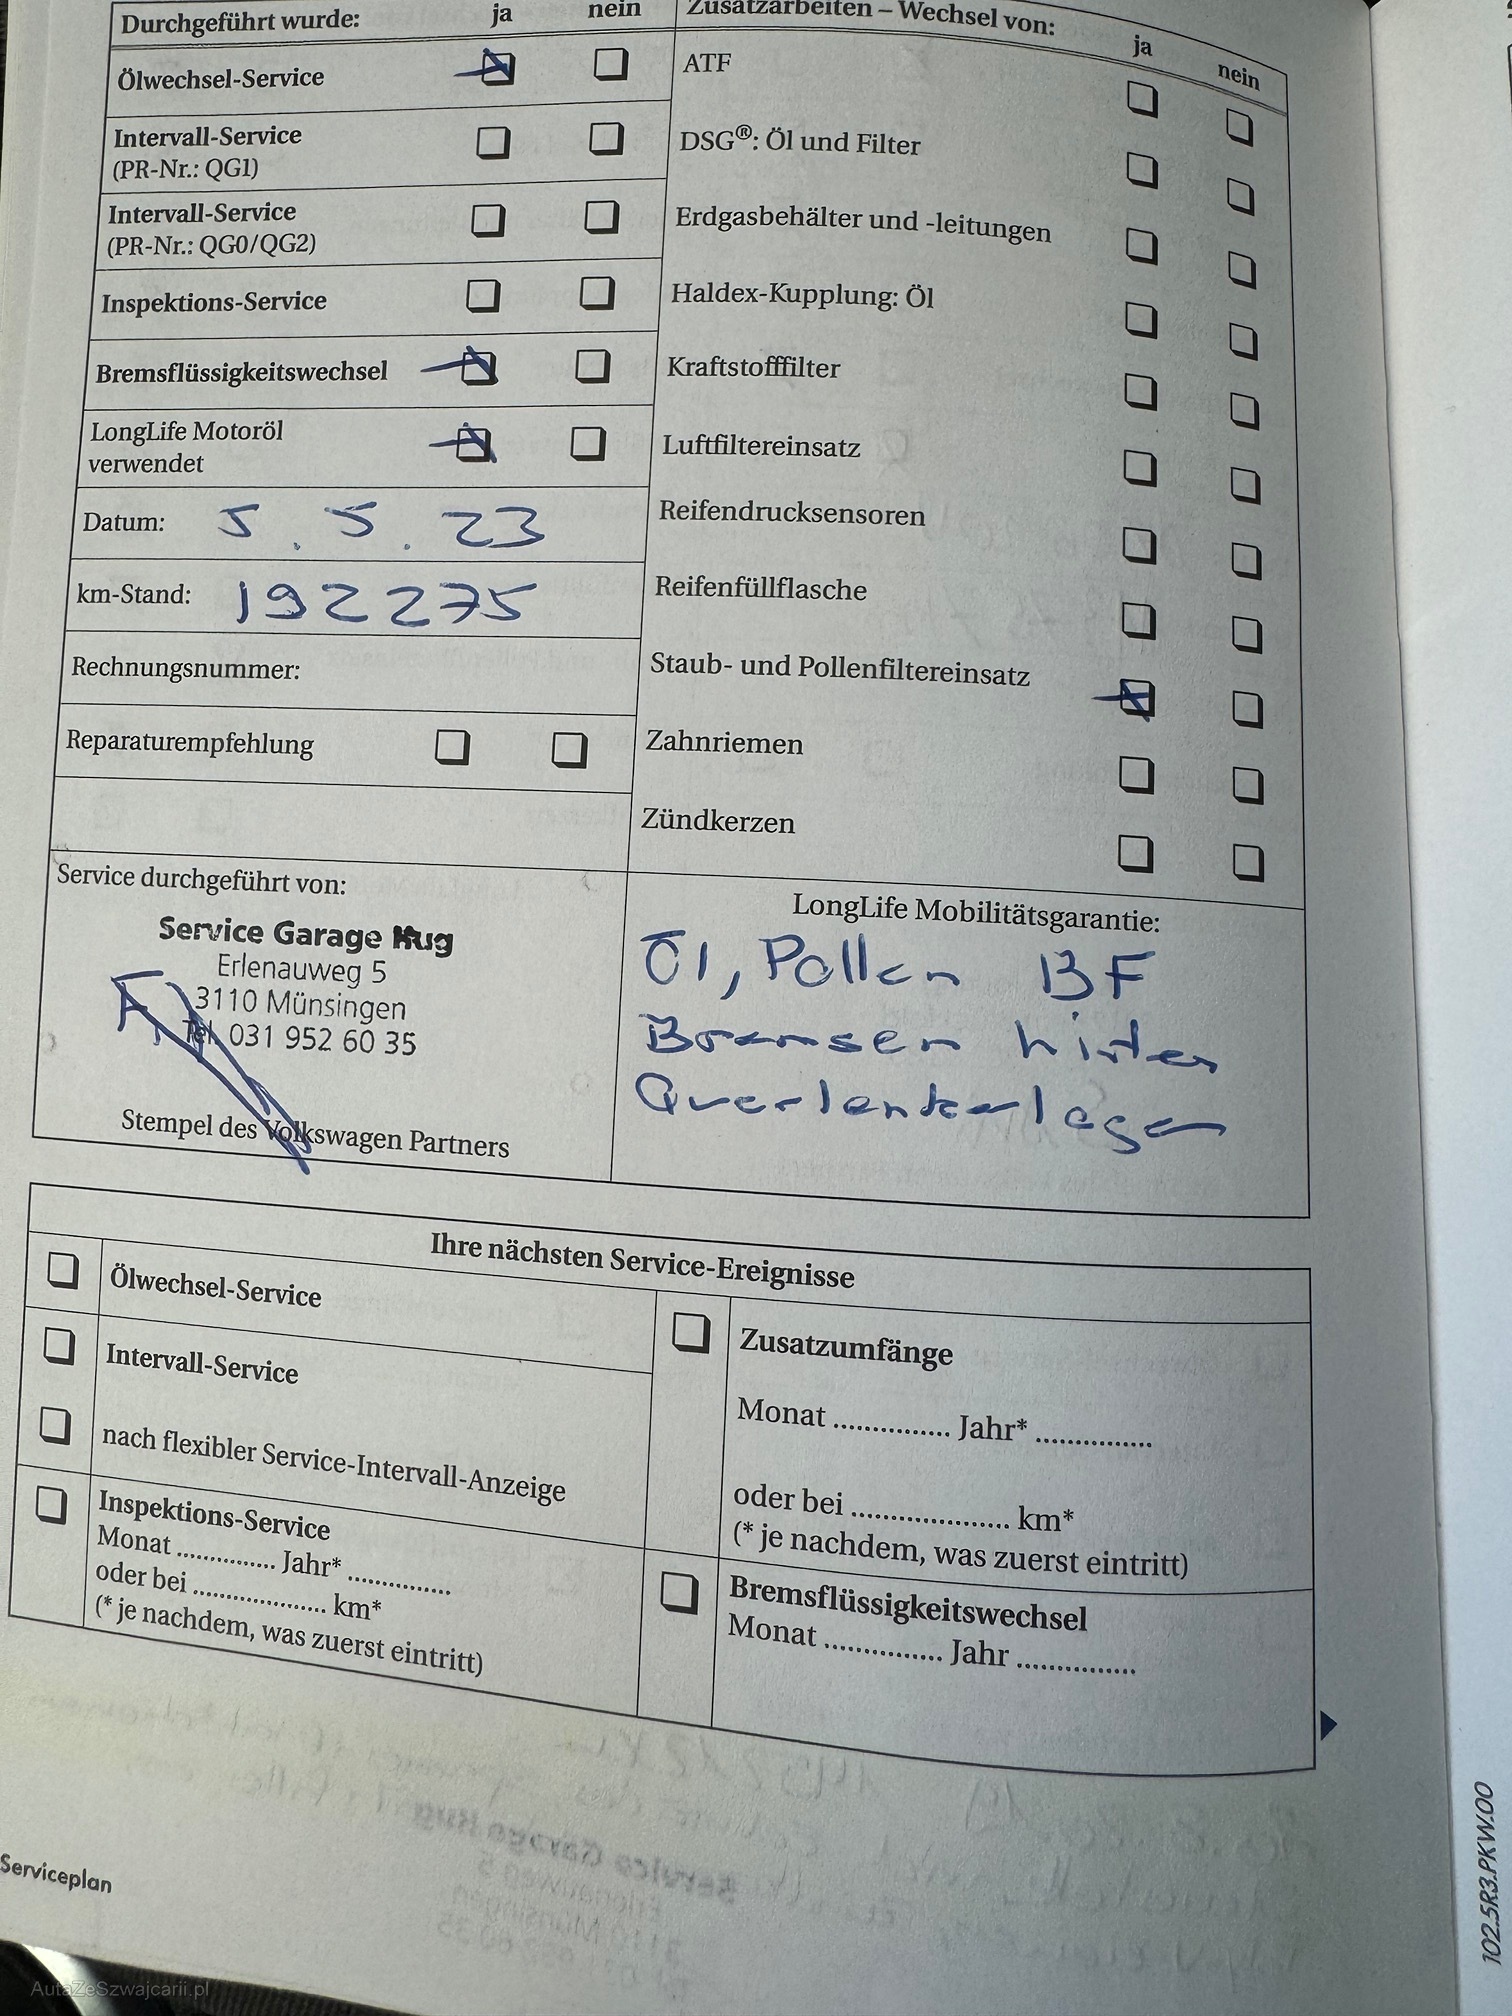 Durchgeführt wurde: ja nein
Ölwechsel-Service
Intervall-Service
(PR-Nr.: QG1)
Intervall-Service
(PR-Nr.: QG0/QG2)
Inspektions-Service
Bremsflüssigkeitswechsel
LongLife Motoröl
verwendet
Datum: 5.5.23
km-Stand: 192275
Rechnungsnummer:
Reparaturempfehlung
Zusatzarbeiten – Wechsel von: ja nein
ATF
DSG®: Öl und Filter
Erdgasbehälter und -leitungen
Haldex-Kupplung: Öl
Kraftstofffilter
Luftfiltereinsatz
Reifendrucksensoren
Reifenfüllflasche
Staub- und Pollenfiltereinsatz
Zahnriemen
Zündkerzen
Service durchgeführt von:
Service Garage Hug
Erlenauweg 5
3110 Münsingen
Tel. 031 952 60 35
Stempel des Volkswagen Partners
LongLife Mobilitätsgarantie:
Öl, Pollen BF
Bremsen hinten
Querlenkerlager
Ihre nächsten Service-Ereignisse
Ölwechsel-Service
Intervall-Service
nach flexibler Service-Intervall-Anzeige
Inspektions-Service
Monat .............. Jahr* ...............
oder bei .................... km*
(* je nachdem, was zuerst eintritt)
Zusatzumfänge
Monat .............. Jahr* ...............
oder bei .................... km*
(* je nachdem, was zuerst eintritt)
Bremsflüssigkeitswechsel
Monat .............. Jahr ...............
Serviceplan
102.5R3.PKW.00
AutaZeSzwajcarii.pl